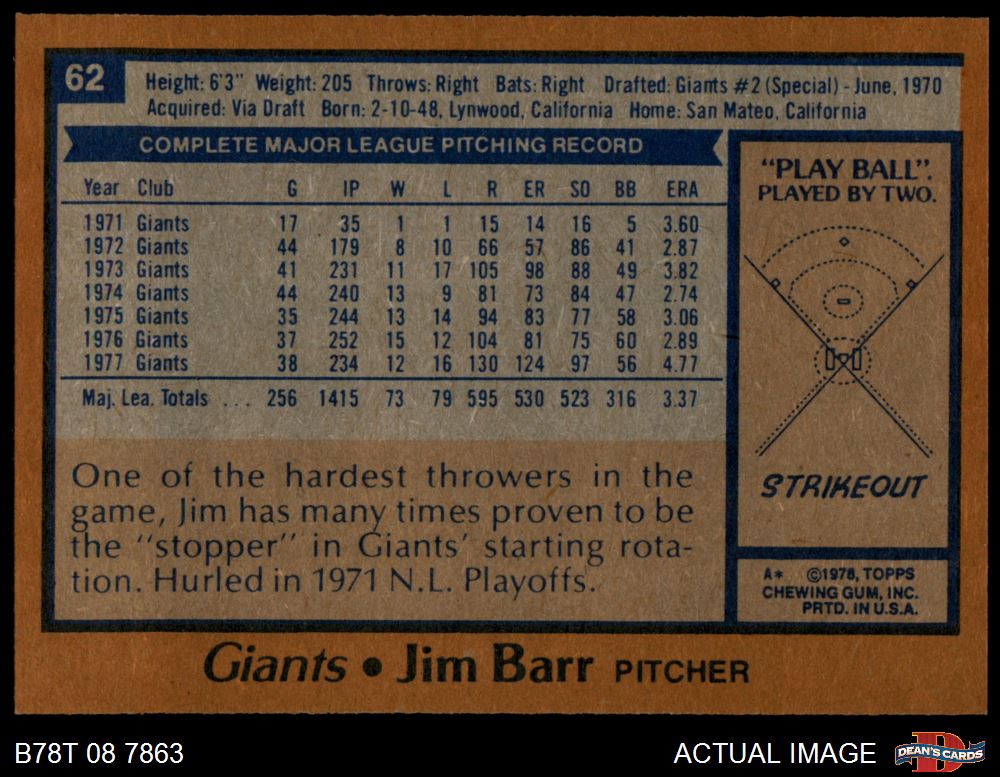 62
Height: 6'3" Weight: 205 Throws: Right Bats: Right Drafted: Giants #2 (Special) - June, 1970
Acquired: Via Draft Born: 2-10-48, Lynwood, California Home: San Mateo, California
COMPLETE MAJOR LEAGUE PITCHING RECORD
Year Club G IP W L R ER SO BB ERA
1971 Giants 17 35 1 1 15 14 16 5 3.60
1972 Giants 44 179 8 10 66 57 86 41 2.87
1973 Giants 41 231 11 17 105 98 88 49 3.82
1974 Giants 44 240 13 9 81 73 84 47 2.74
1975 Giants 35 244 13 14 94 83 77 58 3.06
1976 Giants 37 252 15 12 104 81 75 60 2.89
1977 Giants 38 234 12 16 130 124 97 56 4.77
Maj. Lea. Totals ... 256 1415 73 79 595 530 523 316 3.37
One of the hardest throwers in the
game, Jim has many times proven to be
the "stopper" in Giants' starting rota-
tion. Hurled in 1971 N.L. Playoffs.
"PLAY BALL".
PLAYED BY TWO.
STRIKEOUT
A* ©1978, TOPPS
CHEWING GUM, INC.
PRTD. IN U.S.A.
Giants • Jim Barr PITCHER
B78T 08 7863
ACTUAL IMAGE
DEAN'S CARDS